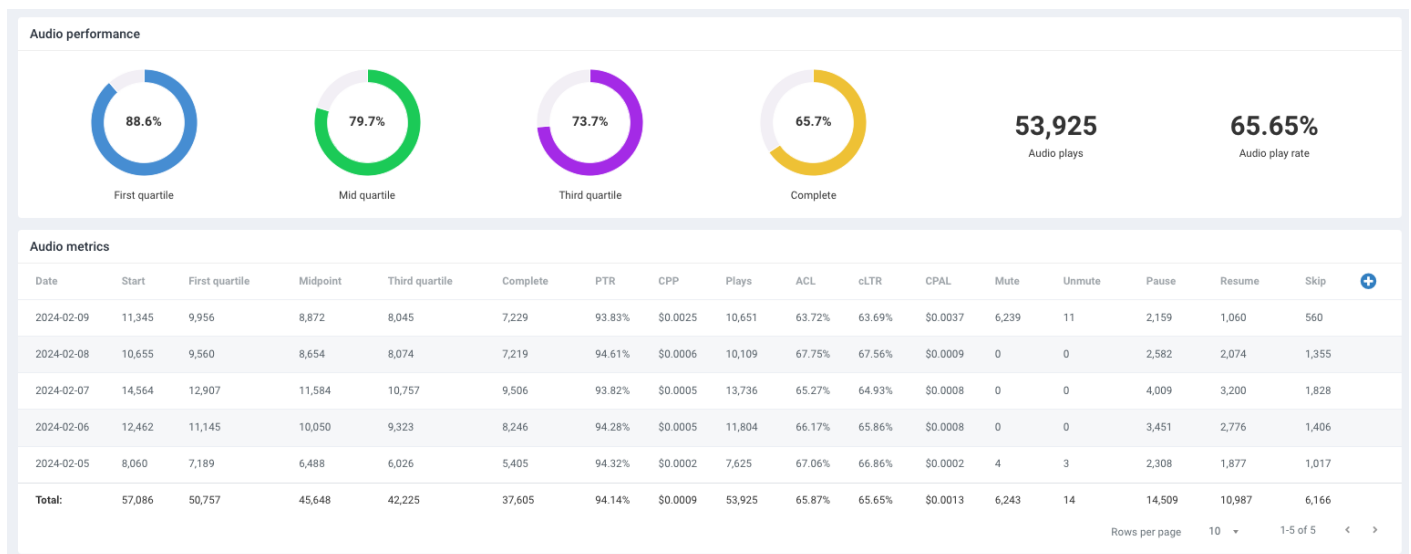 Audio performance
88.6%
79.7%
73.7%
65.7%
53,925
65.65%
Audio plays
Audio play rate
First quartile
Mid quartile
Third quartile
Complete
Audio metrics
Date Start First quartile Midpoint Third quartile Complete PTR CPP Plays ACL cLTR CPAL Mute Unmute Pause Resume Skip
2024-02-09 11,345 9,956 8,872 8,045 7,229 93.83% $0.0025 10,651 63.72% 63.69% $0.0037 6,239 11 2,159 1,060 560
2024-02-08 10,655 9,560 8,654 8,074 7,219 94.61% $0.0006 10,109 67.75% 67.56% $0.0009 0 0 2,582 2,074 1,355
2024-02-07 14,564 12,907 11,584 10,757 9,506 93.82% $0.0005 13,736 65.27% 64.93% $0.0008 0 0 4,009 3,200 1,828
2024-02-06 12,462 11,145 10,050 9,323 8,246 94.28% $0.0005 11,804 66.17% 65.86% $0.0008 0 0 3,451 2,776 1,406
2024-02-05 8,060 7,189 6,488 6,026 5,405 94.32% $0.0002 7,625 67.06% 66.86% $0.0002 4 3 2,308 1,877 1,017
Total: 57,086 50,757 45,648 42,225 37,605 94.14% $0.0009 53,925 65.87% 65.65% $0.0013 6,243 14 14,509 10,987 6,166
Rows per page 10 1-5 of 5